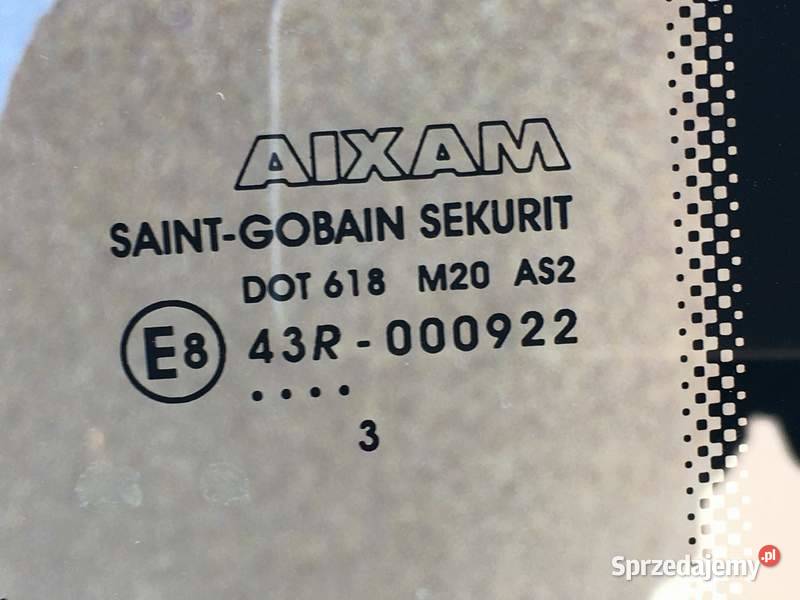 AIXAM
SAINT-GOBAIN SEKURIT
DOT 618 M20 AS2
E8 43R-000922
....
3
Sprzedajemy.pl